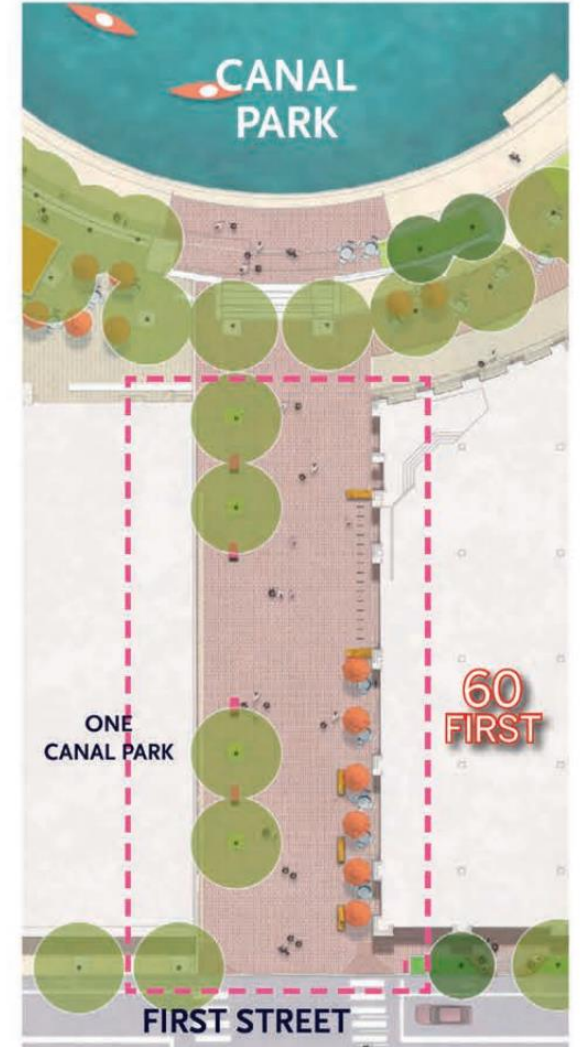 CANAL
PARK
ONE
CANAL PARK
60
FIRST
FIRST STREET